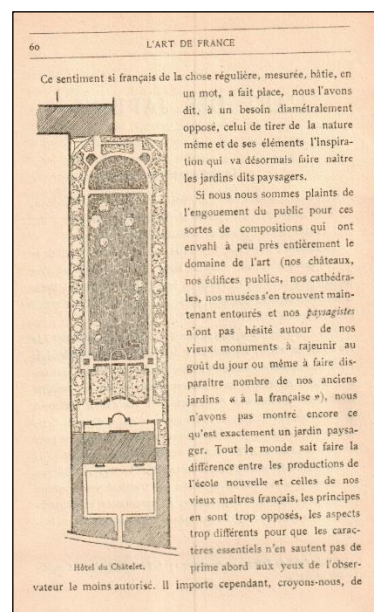 60
L'ART DE FRANCE
Ce sentiment si français de la chose régulière, mesurée, bâtie, en
un mot, a fait place, nous l'avons
dit, à un besoin diamétralement
opposé, celui de tirer de la nature
même et de ses éléments l'inspira-
tion qui va désormais faire naître
les jardins dits paysagers.
Si nous nous sommes plaints de
l'engouement du public pour ces
sortes de compositions qui ont
envahi à peu près entièrement le
domaine de l'art (nos châteaux,
nos édifices publics, nos cathédra-
les, nos musées s'en trouvent main-
tenant entourés et nos paysagistes
n'ont pas hésité autour de nos
vieux monuments à rajeunir au
goût du jour ou même à faire dis-
paraître nombre de nos anciens
jardins « à la française »), nous
n'avons pas montré encore ce
qu'est exactement un jardin paysa-
ger. Tout le monde sait faire la
différence entre les productions de
l'école nouvelle et celles de nos
vieux maîtres français, les principes
en sont trop opposés, les aspects
trop différents pour que les carac-
tères essentiels n'en sautent pas de
Hôtel du Châtelet.
prime abord aux yeux de l'obser-
vateur le moins autorisé. Il importe cependant, croyons-nous, de